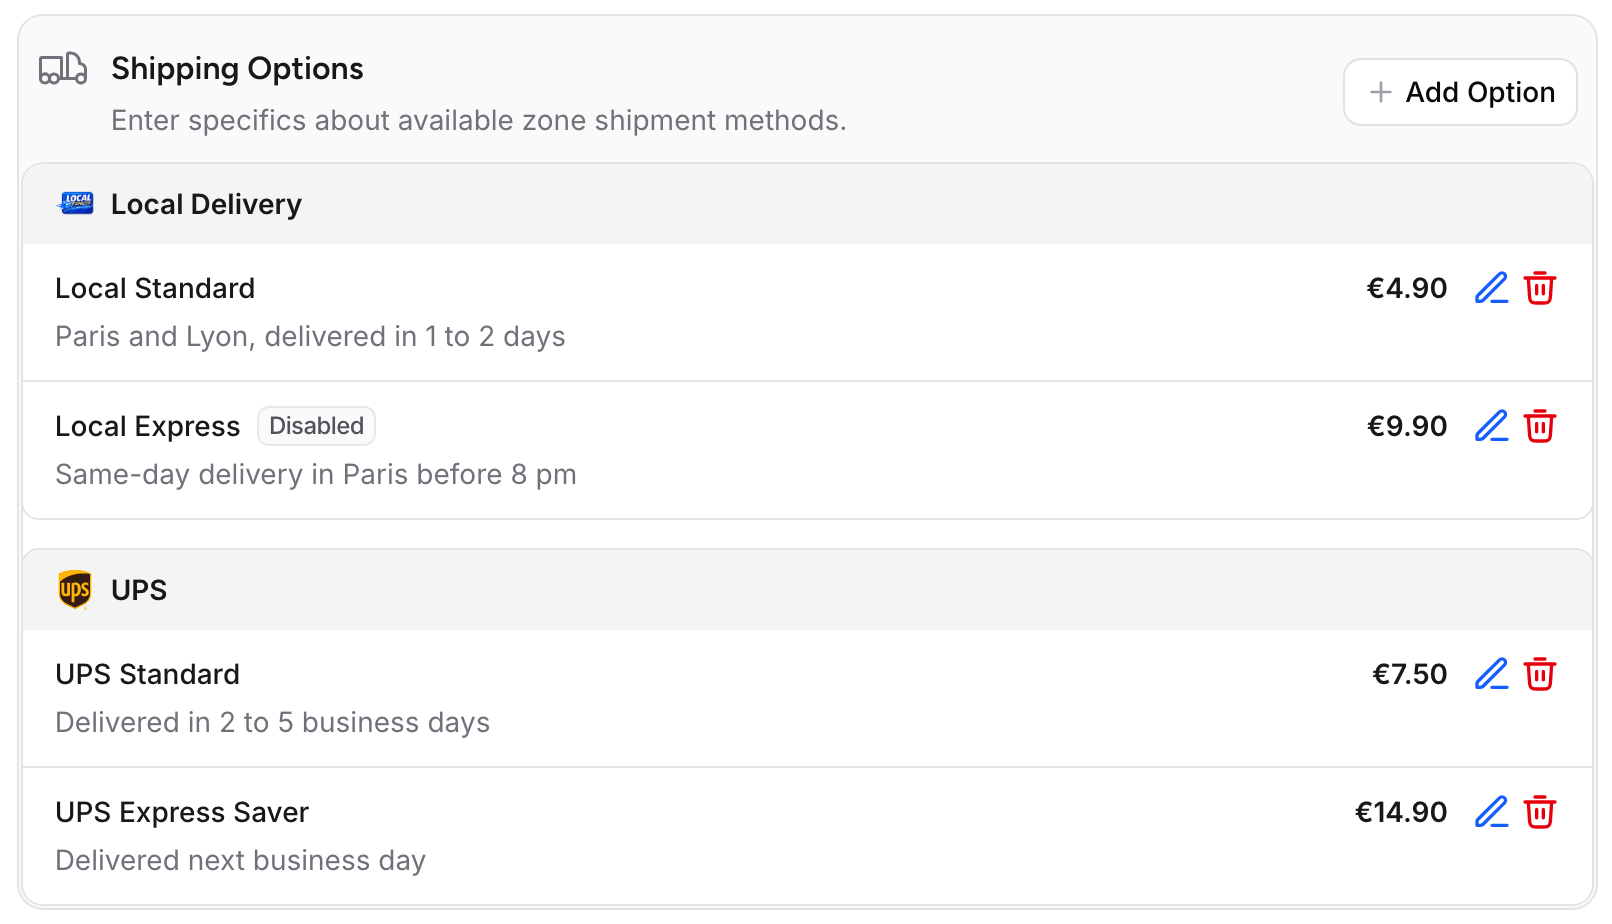 Shipping Options
Enter specifics about available zone shipment methods.
Add Option
LOCAL
EXPRESS
Local Delivery
Local Standard
€4.90
Paris and Lyon, delivered in 1 to 2 days
Local Express
Disabled
€9.90
Same-day delivery in Paris before 8 pm
ups
UPS
UPS Standard
€7.50
Delivered in 2 to 5 business days
UPS Express Saver
€14.90
Delivered next business day